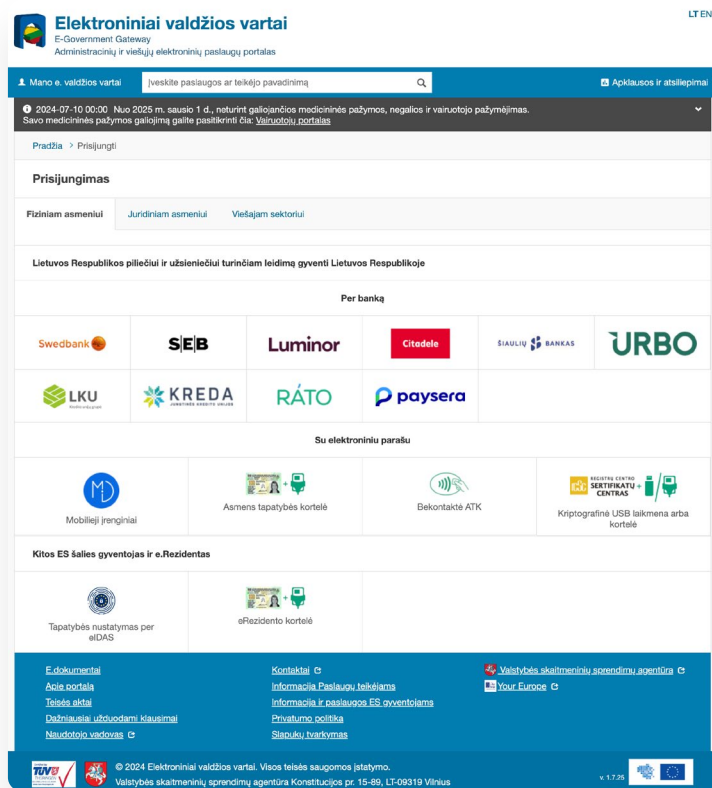 LT EN
Elektroniniai valdžios vartai
E-Government Gateway
Administracinių ir viešųjų elektroninių paslaugų portalas
Mano e. valdžios vartai
Įveskite paslaugos ar teikėjo pavadinimą
Apklausos ir atsiliepimai
2024-07-10 00:00 Nuo 2025 m. sausio 1 d., neturint galiojančios medicininės pažymos, negalios ir vairuotojo pažymėjimas.
Savo medicininės pažymos galiojimą galite pasitikrinti čia: Vairuotojų portalas
Pradžia > Prisijungti
Prisijungimas
Fiziniam asmeniui
Juridiniam asmeniui
Viešajam sektoriui
Lietuvos Respublikos piliečiui ir užsieniečiui turinčiam leidimą gyventi Lietuvos Respublikoje
Per banką
Swedbank
SEB
Luminor
Citadele
ŠIAULIŲ BANKAS
URBO
LKU
KREDA
JUNGTINĖS KREDITO UNIJOS
RÁTO
paysera
Su elektroniniu parašu
Mobilieji įrenginiai
Asmens tapatybės kortelė
Bekontaktė ATK
REGISTRŲ CENTRO
SERTIFIKATŲ
CENTRAS
Kriptografinė USB laikmena arba
kortelė
Kitos ES šalies gyventojas ir e.Rezidentas
Tapatybės nustatymas per
eIDAS
eRezidento kortelė
E.dokumentai
Apie portalą
Teisės aktai
Dažniausiai užduodami klausimai
Naudotojo vadovas
Kontaktai
Informacija Paslaugų teikėjams
Informacija ir paslaugos ES gyventojams
Privatumo politika
Slapukų tvarkymas
Valstybės skaitmeninių sprendimų agentūra
Your Europe
© 2024 Elektroniniai valdžios vartai. Visos teisės saugomos įstatymo.
Valstybės skaitmeninių sprendimų agentūra Konstitucijos pr. 15-89, LT-09319 Vilnius
v. 1.7.25